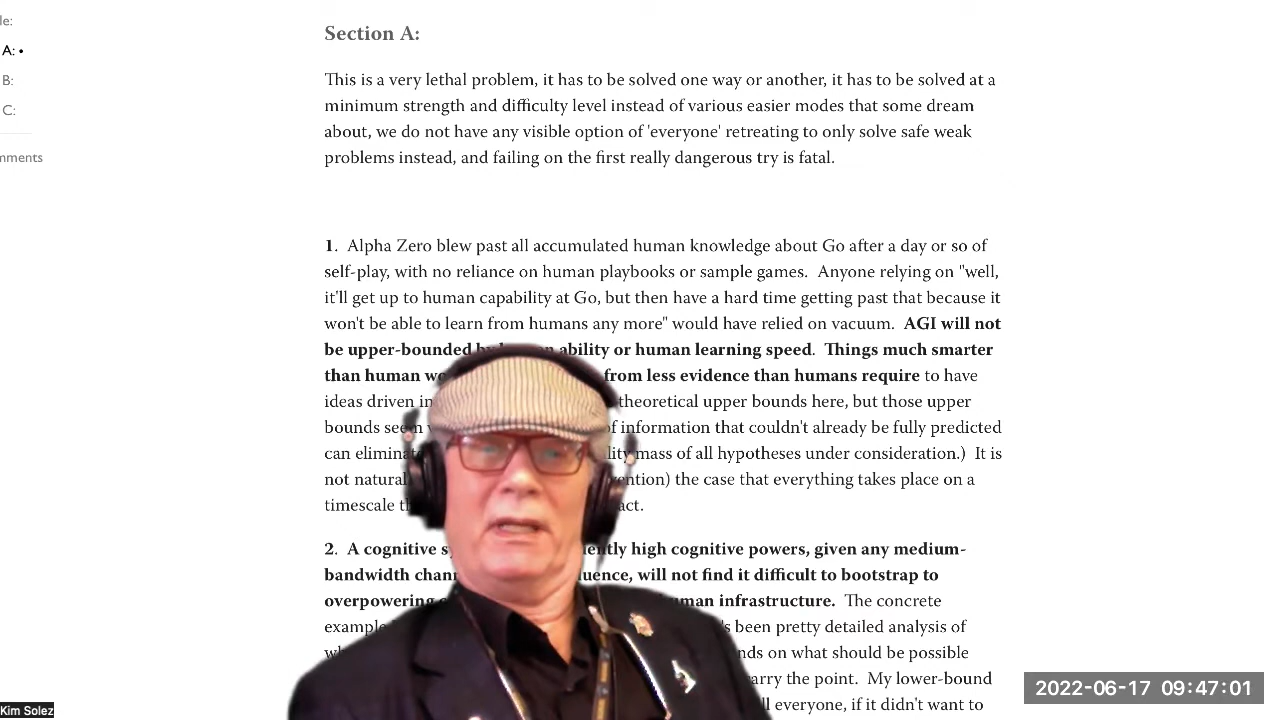 le:
A: •
B:
C:
mments
Section A:
This is a very lethal problem, it has to be solved one way or another, it has to be solved at a
minimum strength and difficulty level instead of various easier modes that some dream
about, we do not have any visible option of 'everyone' retreating to only solve safe weak
problems instead, and failing on the first really dangerous try is fatal.
1.  Alpha Zero blew past all accumulated human knowledge about Go after a day or so of
self-play, with no reliance on human playbooks or sample games.  Anyone relying on "well,
it'll get up to human capability at Go, but then have a hard time getting past that because it
won't be able to learn from humans any more" would have relied on vacuum.  AGI will not
be upper-bounded by ability or human learning speed.  Things much smarter
than human from less evidence than humans require to have
ideas driven theoretical upper bounds here, but those upper
bounds seem of information that couldn't already be fully predicted
can eliminate mass of all hypotheses under consideration.)  It is
not natural the case that everything takes place on a
timescale
2.  A cognitive high cognitive powers, given any medium-
bandwidth will not find it difficult to bootstrap to
overpowering human infrastructure.  The concrete
example been pretty detailed analysis of
on what should be possible
carry the point.  My lower-bound
everyone, if it didn't want to
Kim Solez
2022-06-17 09:47:01